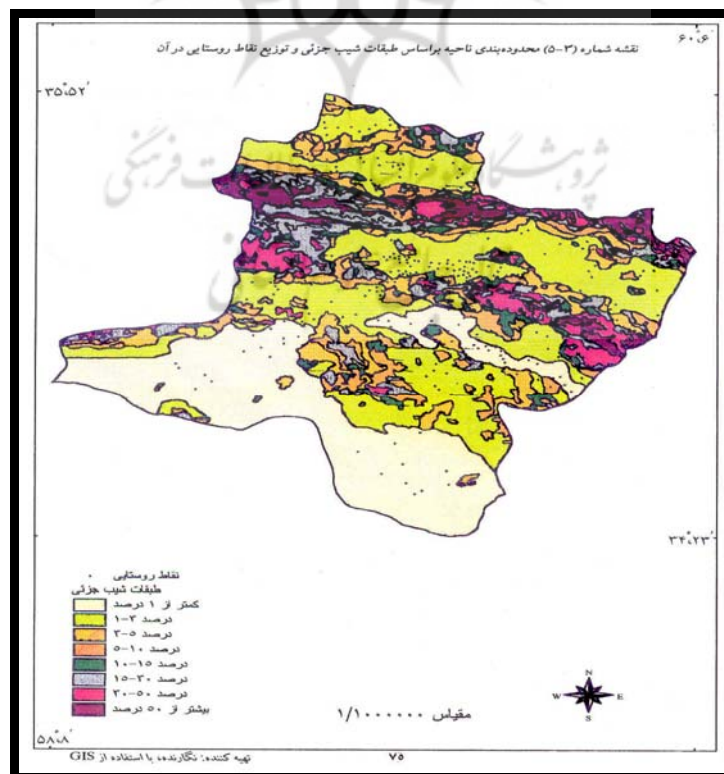 نقشه شماره (۳-۵) محدوده‌بندی ناحیه براساس طبقات شیب جزئی و توزیع نقاط روستایی در آن
۶۰°۶′
۳۵°۵۲′
۳۴°۲۳′
نقاط روستایی
طبقات شیب جزئی
کمتر از ۱ درصد
۱-۳ درصد
۳-۵ درصد
۵-۱۰ درصد
۱۰-۱۵ درصد
۱۵-۳۰ درصد
۳۰-۵۰ درصد
بیشتر از ۵۰ درصد
N
W E
S
مقیاس ۱/۱۰۰۰۰۰۰
۵۸°۸′
تهیه کننده: نگارنده، با استفاده از GIS
۷۵